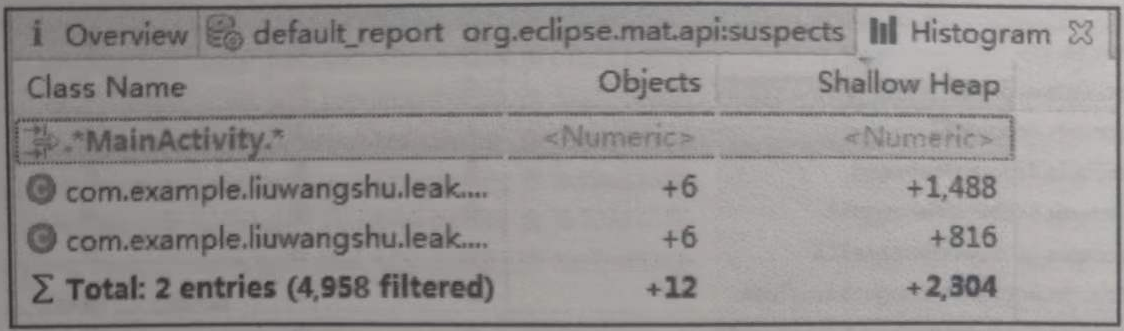 i Overview default_report org.eclipse.mat.api:suspects Histogram
Class Name Objects Shallow Heap
.*MainActivity.* <Numeric> <Numeric>
com.example.liuwangshu.leak.... +6 +1,488
com.example.liuwangshu.leak.... +6 +816
∑ Total: 2 entries (4,958 filtered) +12 +2,304